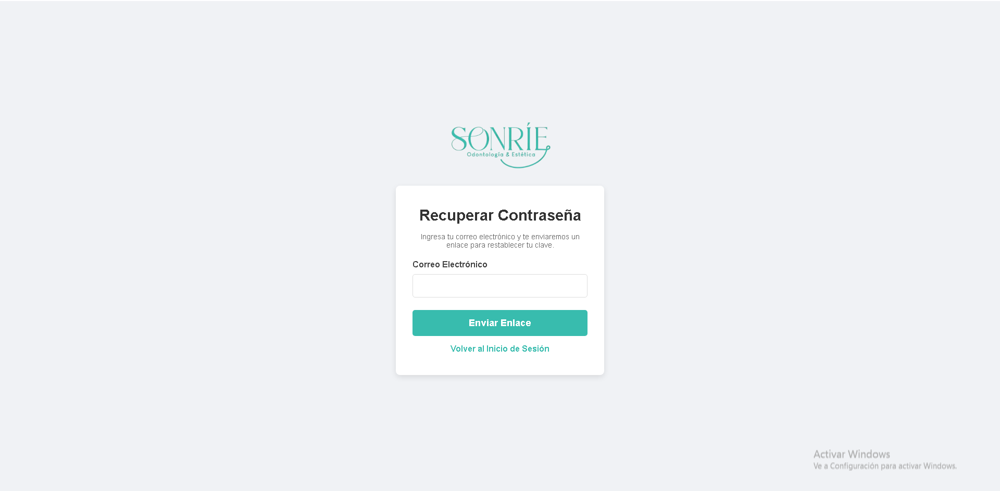 SONRÍE
Odontología & Estética
Recuperar Contraseña
Ingresa tu correo electrónico y te enviaremos un
enlace para restablecer tu clave.
Correo Electrónico
Enviar Enlace
Volver al Inicio de Sesión
Activar Windows
Ve a Configuración para activar Windows.